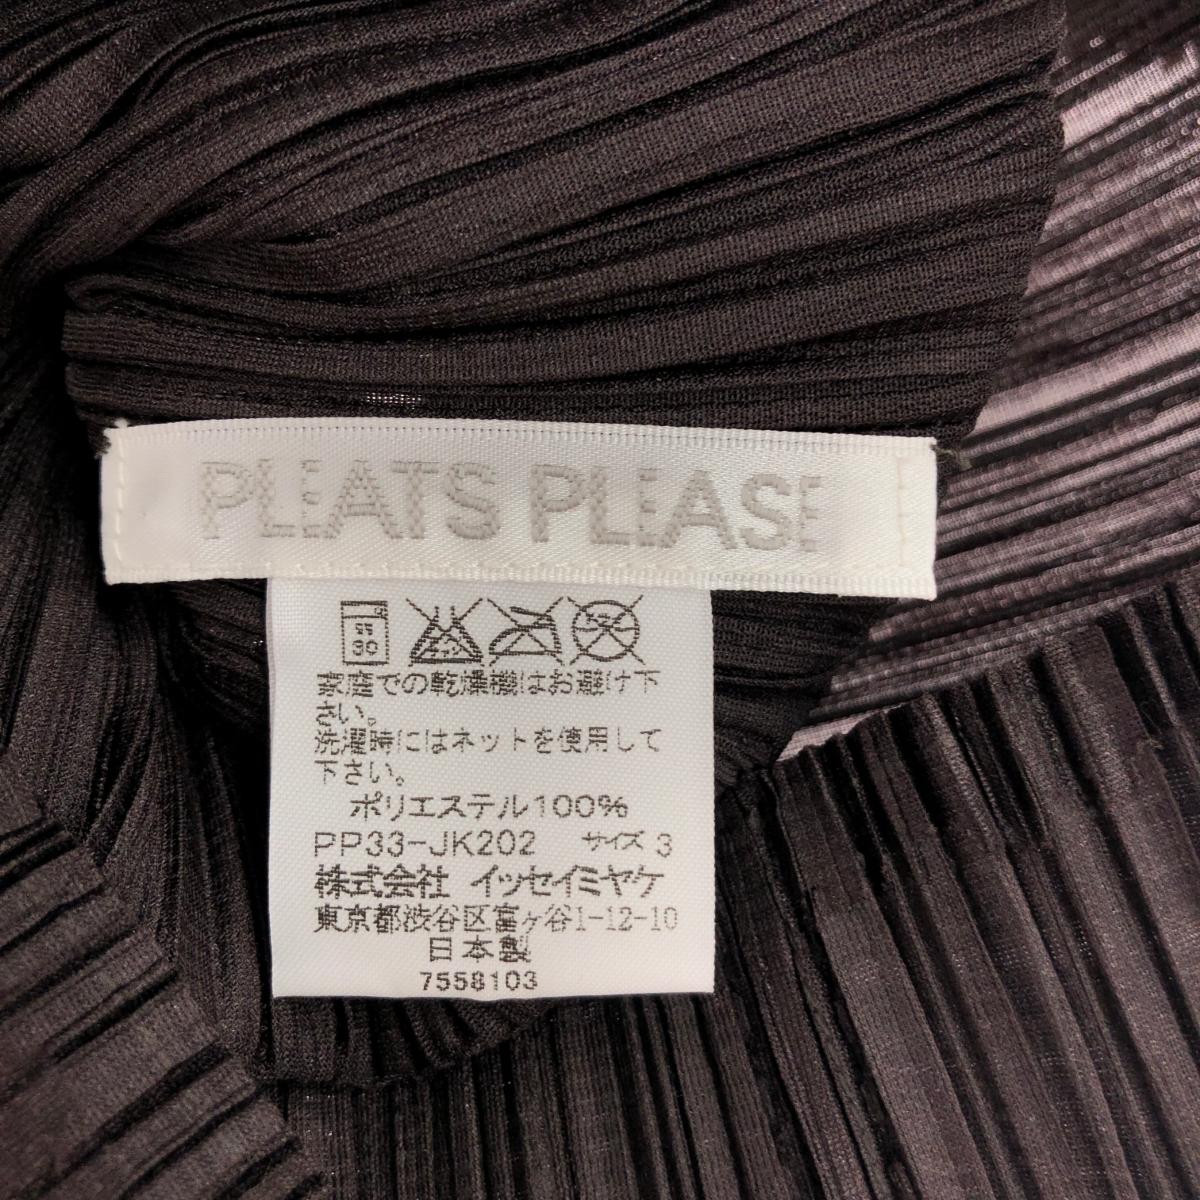 PLEATS PLEASE
30
家庭での乾燥機はお避け下
さい。
洗濯時にはネットを使用して
下さい。
ポリエステル100%
PP33-JK202 サイズ 3
株式会社 イッセイミヤケ
東京都渋谷区富ヶ谷1-12-10
日本製
7558103